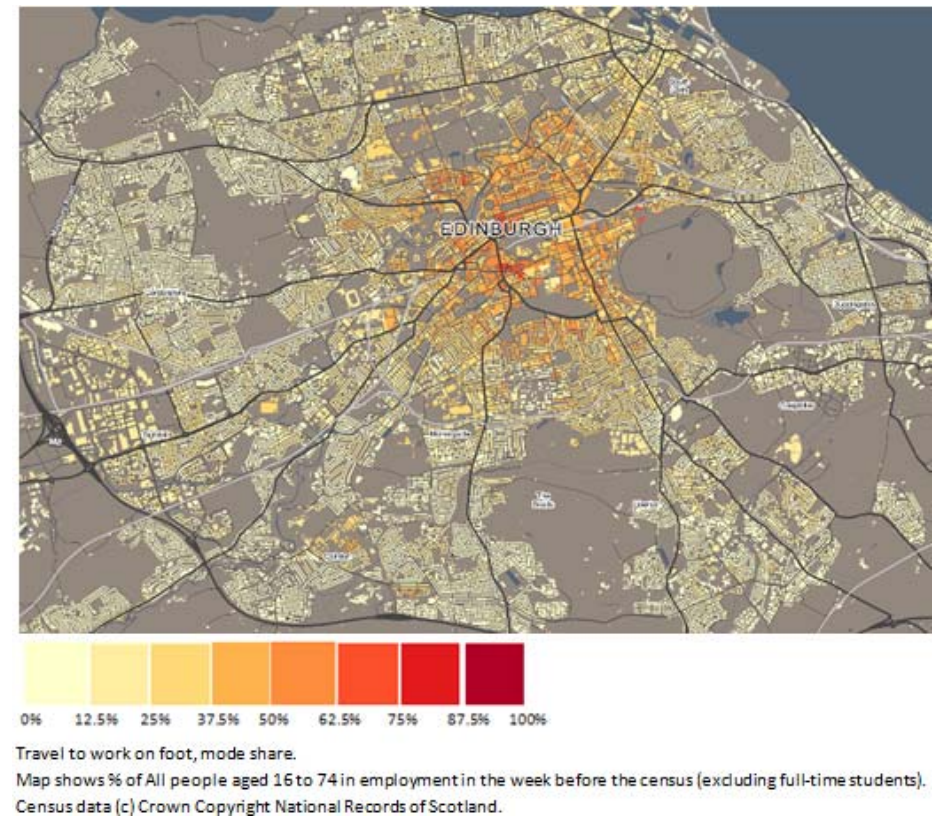 EDINBURGH
0% 12.5% 25% 37.5% 50% 62.5% 75% 87.5% 100%
Travel to work on foot, mode share.
Map shows % of All people aged 16 to 74 in employment in the week before the census (excluding full-time students).
Census data (c) Crown Copyright National Records of Scotland.